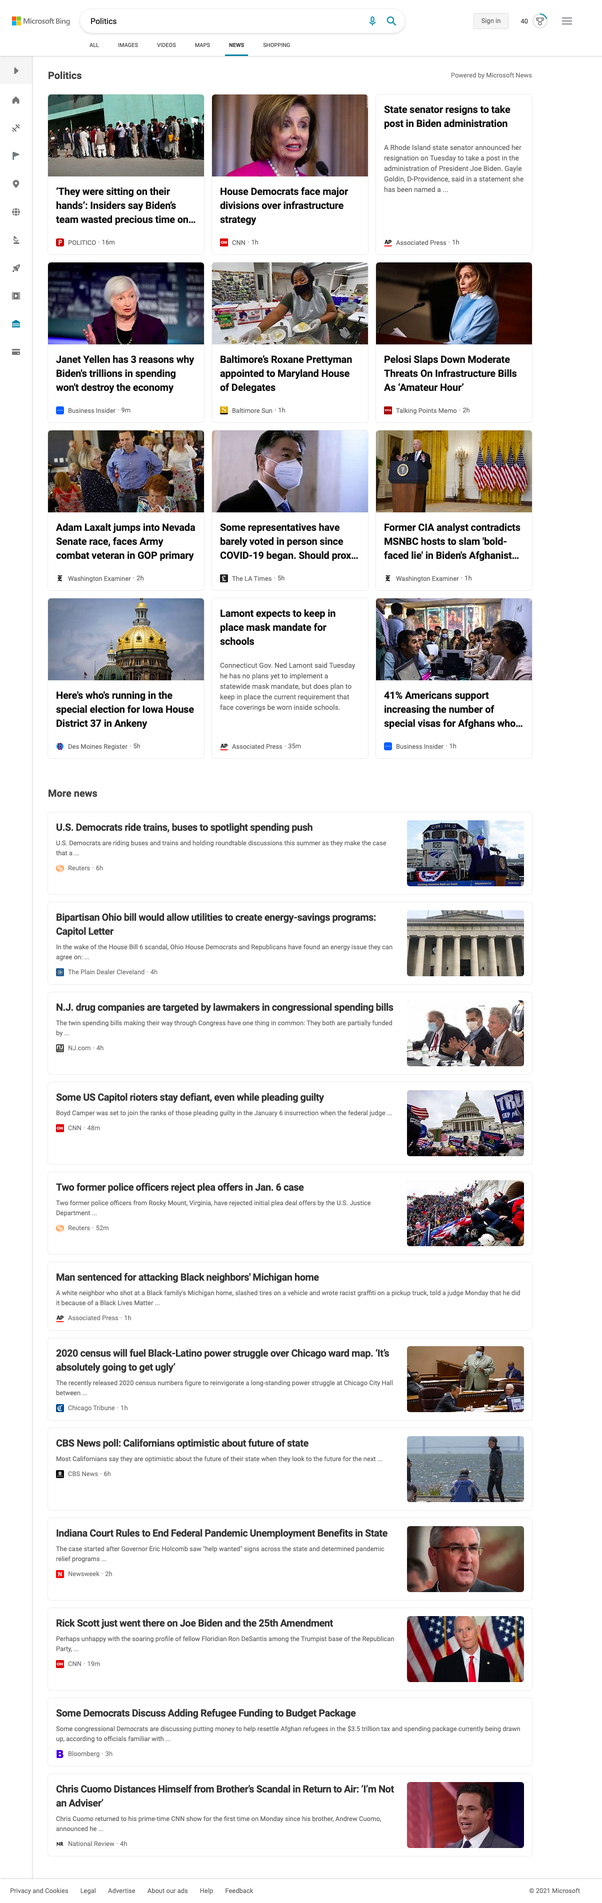 Microsoft Bing
Politics
Sign in
40
ALL
IMAGES
VIDEOS
MAPS
NEWS
SHOPPING
Politics
Powered by Microsoft News
'They were sitting on their
hands': Insiders say Biden's
team wasted precious time on...
POLITICO · 16m
House Democrats face major
divisions over infrastructure
strategy
CNN · 1h
State senator resigns to take
post in Biden administration
A Rhode Island state senator announced her
resignation on Tuesday to take a post in the
administration of President Joe Biden. Gayle
Goldin, D-Providence, said in a statement she
has been named a ...
AP Associated Press · 1h
Janet Yellen has 3 reasons why
Biden's trillions in spending
won't destroy the economy
Business Insider · 9m
Baltimore's Roxane Prettyman
appointed to Maryland House
of Delegates
Baltimore Sun · 1h
Pelosi Slaps Down Moderate
Threats On Infrastructure Bills
As 'Amateur Hour'
Talking Points Memo · 2h
Adam Laxalt jumps into Nevada
Senate race, faces Army
combat veteran in GOP primary
Washington Examiner · 2h
Some representatives have
barely voted in person since
COVID-19 began. Should prox...
The LA Times · 5h
Former CIA analyst contradicts
MSNBC hosts to slam 'bold-
faced lie' in Biden's Afghanist...
Washington Examiner · 1h
Here's who's running in the
special election for Iowa House
District 37 in Ankeny
Des Moines Register · 5h
Lamont expects to keep in
place mask mandate for
schools
Connecticut Gov. Ned Lamont said Tuesday
he has no plans yet to implement a
statewide mask mandate, but does plan to
keep in place the current requirement that
face coverings be worn inside schools.
AP Associated Press · 35m
41% Americans support
increasing the number of
special visas for Afghans who...
Business Insider · 1h
More news
U.S. Democrats ride trains, buses to spotlight spending push
U.S. Democrats are riding buses and trains and holding roundtable discussions this summer as they make the case
that a ...
Reuters · 6h
Bipartisan Ohio bill would allow utilities to create energy-savings programs:
Capitol Letter
In the wake of the House Bill 6 scandal, Ohio House Democrats and Republicans have found an energy issue they can
agree on: ...
The Plain Dealer Cleveland · 4h
N.J. drug companies are targeted by lawmakers in congressional spending bills
The twin spending bills making their way through Congress have one thing in common: They both are partially funded
by ...
NJ.com · 4h
Some US Capitol rioters stay defiant, even while pleading guilty
Boyd Camper was set to join the ranks of those pleading guilty in the January 6 insurrection when the federal judge ...
CNN · 48m
Two former police officers reject plea offers in Jan. 6 case
Two former police officers from Rocky Mount, Virginia, have rejected initial plea deal offers by the U.S. Justice
Department ...
Reuters · 52m
Man sentenced for attacking Black neighbors' Michigan home
A white neighbor who shot at a Black family's Michigan home, slashed tires on a vehicle and wrote racist graffiti on a pickup truck, told a judge Monday that he did
it because of a Black Lives Matter ...
AP Associated Press · 1h
2020 census will fuel Black-Latino power struggle over Chicago ward map. 'It's
absolutely going to get ugly'
The recently released 2020 census numbers figure to reinvigorate a long-standing power struggle at Chicago City Hall
between ...
Chicago Tribune · 1h
CBS News poll: Californians optimistic about future of state
Most Californians say they are optimistic about the future of their state when they look to the future for the next ...
CBS News · 6h
Indiana Court Rules to End Federal Pandemic Unemployment Benefits in State
The case started after Governor Eric Holcomb saw "help wanted" signs across the state and determined pandemic
relief programs ...
N Newsweek · 2h
Rick Scott just went there on Joe Biden and the 25th Amendment
Perhaps unhappy with the soaring profile of fellow Floridian Ron DeSantis among the Trumpist base of the Republican
Party, ...
CNN · 19m
Some Democrats Discuss Adding Refugee Funding to Budget Package
Some congressional Democrats are discussing putting money to help resettle Afghan refugees in the $3.5 trillion tax and spending package currently being drawn
up, according to officials familiar with ...
B Bloomberg · 3h
Chris Cuomo Distances Himself from Brother's Scandal in Return to Air: 'I'm Not
an Adviser'
Chris Cuomo returned to his prime-time CNN show for the first time on Monday since his brother, Andrew Cuomo,
announced he ...
NR National Review · 4h
Privacy and Cookies
Legal
Advertise
About our ads
Help
Feedback
© 2021 Microsoft